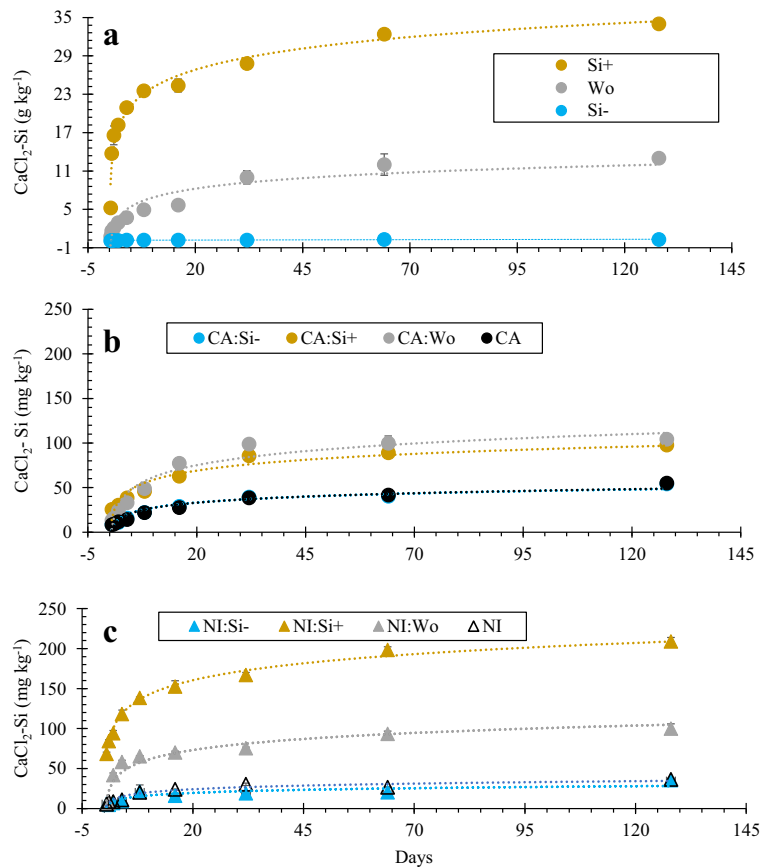 a
CaCl2-Si (g kg-1)
35
29
23
17
11
5
-1
Si+
Wo
Si-
-5 20 45 70 95 120 145
b
CaCl2- Si (mg kg-1)
250
200
150
100
50
0
CA:Si- CA:Si+ CA:Wo CA
-5 20 45 70 95 120 145
c
CaCl2-Si (mg kg-1)
250
200
150
100
50
0
NI:Si- NI:Si+ NI:Wo NI
-5 20 45 70 95 120 145
Days